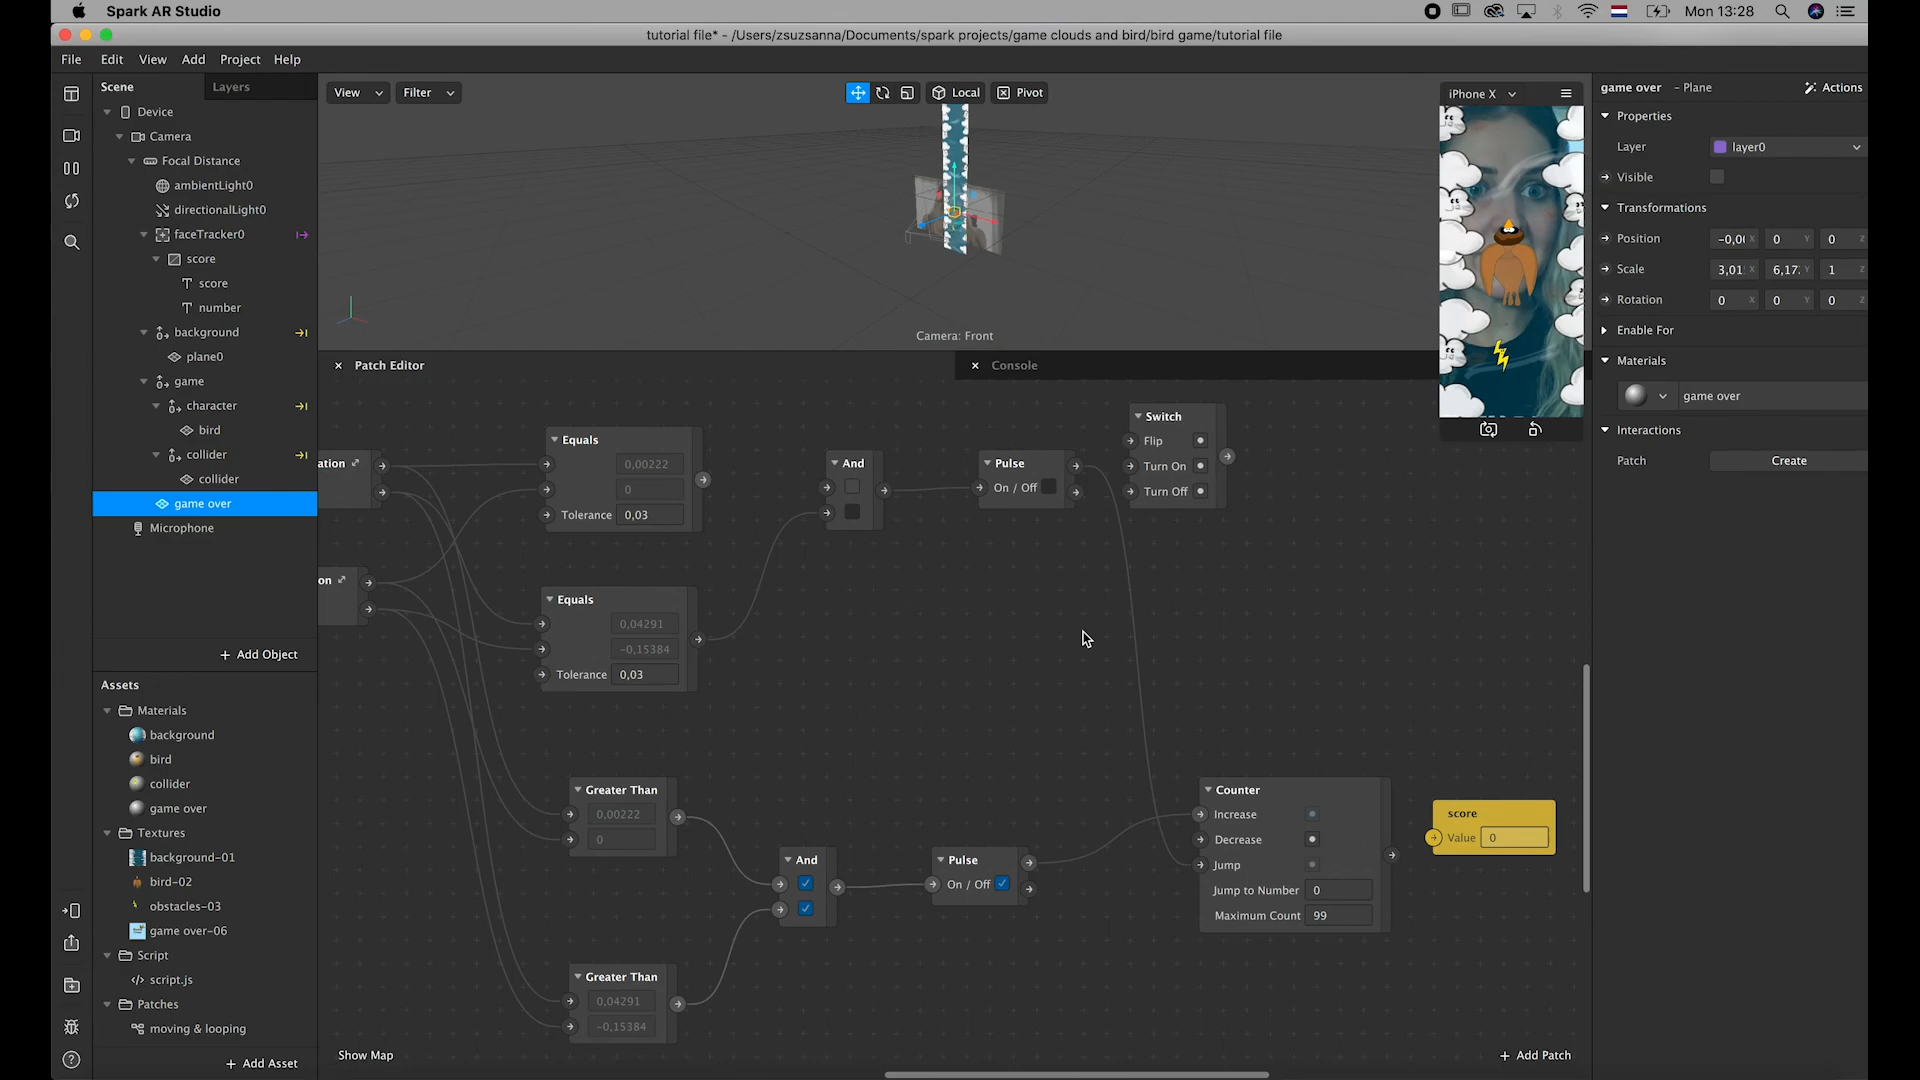 Spark AR Studio
Mon 13:28
tutorial file* - /Users/zsuzsanna/Documents/spark projects/game clouds and bird/bird game/tutorial file
File Edit View Add Project Help
Scene
Layers
Device
Camera
Focal Distance
ambientLight0
directionalLight0
faceTracker0
score
score
number
background
plane0
game
character
bird
collider
collider
game over
Microphone
+ Add Object
Assets
Materials
background
bird
collider
game over
Textures
background-01
bird-02
obstacles-03
game over-06
Script
script.js
Patches
moving & looping
+ Add Asset
View
Filter
Local
Pivot
Camera: Front
iPhone X
Patch Editor
Console
ation
on
Equals
0,00222
0
Tolerance 0,03
Equals
0,04291
-0,15384
Tolerance 0,03
And
Pulse
On / Off
Switch
Flip
Turn On
Turn Off
Greater Than
0,00222
0
Greater Than
0,04291
-0,15384
And
Pulse
On / Off
Counter
Increase
Decrease
Jump
Jump to Number 0
Maximum Count 99
score
Value 0
Show Map
+ Add Patch
game over - Plane
Actions
Properties
Layer layer0
Visible
Transformations
Position X 0 Y 0 Z
Scale 3,01 X 6,17 Y 1 Z
Rotation 0 X 0 Y 0 Z
Enable For
Materials
game over
Interactions
Patch Create